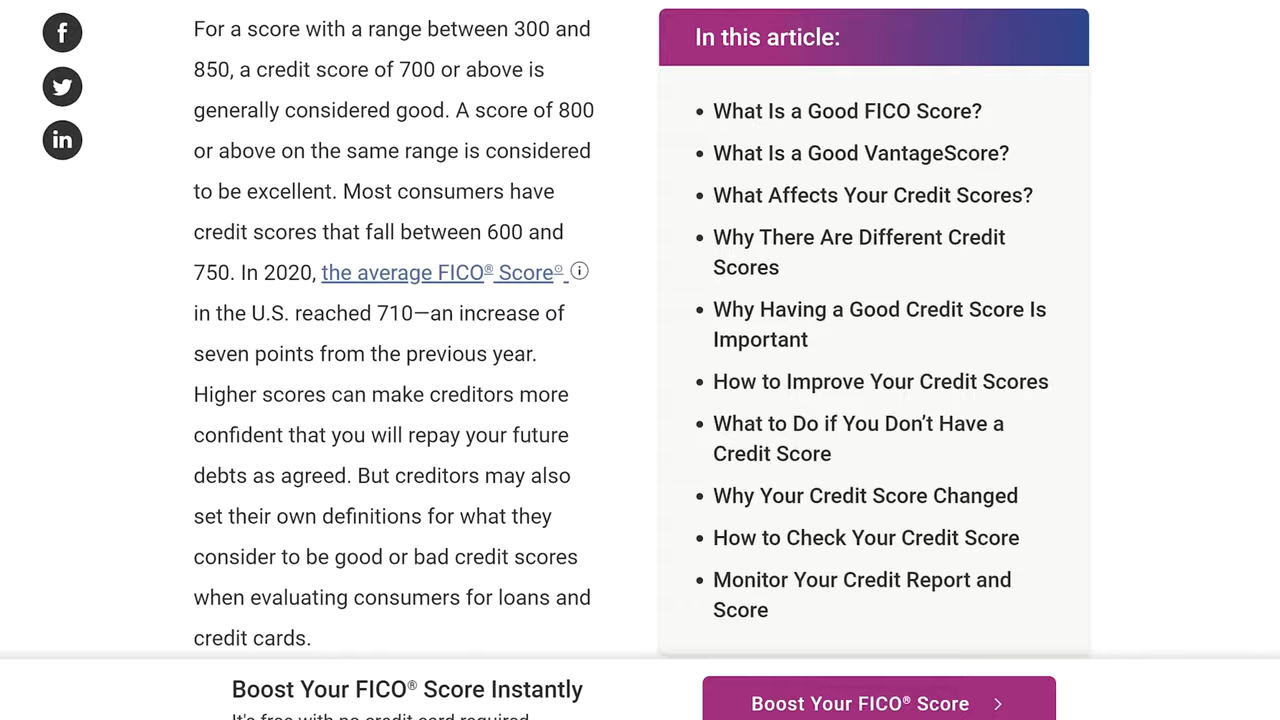 For a score with a range between 300 and
850, a credit score of 700 or above is
generally considered good. A score of 800
or above on the same range is considered
to be excellent. Most consumers have
credit scores that fall between 600 and
750. In 2020, the average FICO® Score☉ ⓘ
in the U.S. reached 710—an increase of
seven points from the previous year.
Higher scores can make creditors more
confident that you will repay your future
debts as agreed. But creditors may also
set their own definitions for what they
consider to be good or bad credit scores
when evaluating consumers for loans and
credit cards.
In this article:
• What Is a Good FICO Score?
• What Is a Good VantageScore?
• What Affects Your Credit Scores?
• Why There Are Different Credit
Scores
• Why Having a Good Credit Score Is
Important
• How to Improve Your Credit Scores
• What to Do if You Don’t Have a
Credit Score
• Why Your Credit Score Changed
• How to Check Your Credit Score
• Monitor Your Credit Report and
Score
Boost Your FICO® Score Instantly
It's free with no credit card required
Boost Your FICO® Score